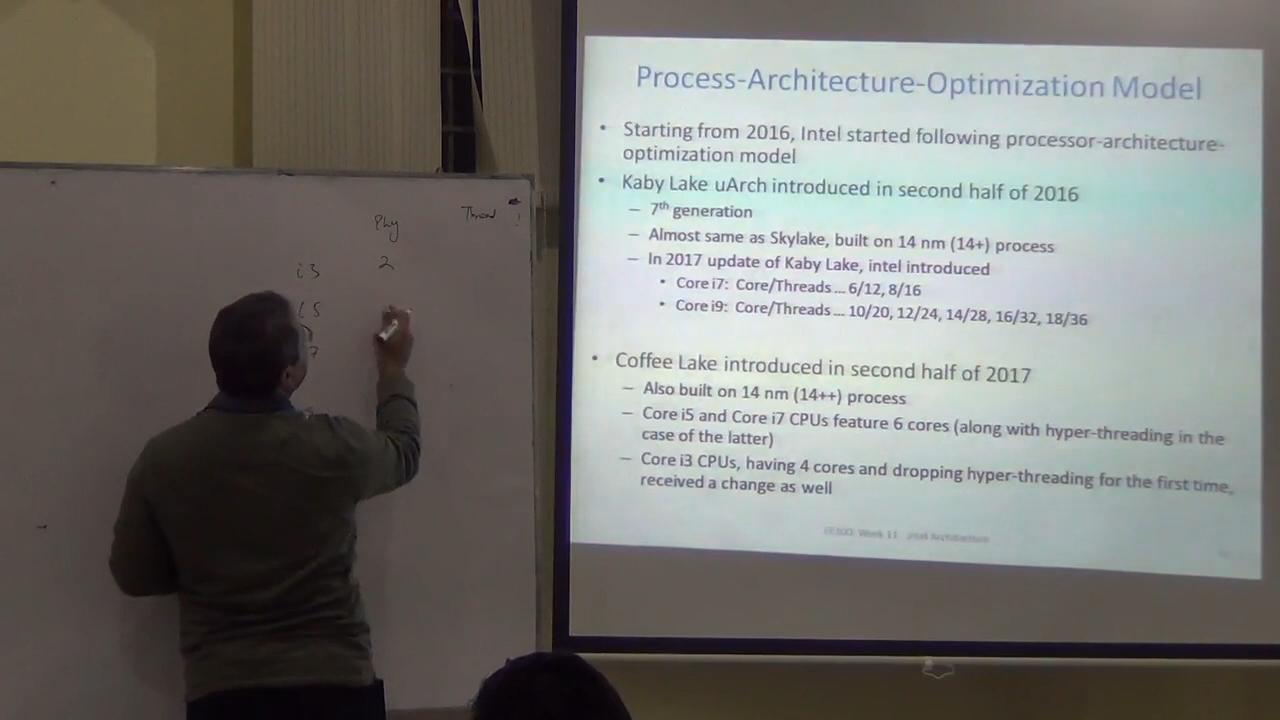 Phy Thread
i3 2
i5
7
Process-Architecture-Optimization Model
• Starting from 2016, Intel started following processor-architecture-
optimization model
• Kaby Lake uArch introduced in second half of 2016
– 7th generation
– Almost same as Skylake, built on 14 nm (14+) process
– In 2017 update of Kaby Lake, intel introduced
• Core i7: Core/Threads... 6/12, 8/16
• Core i9: Core/Threads... 10/20, 12/24, 14/28, 16/32, 18/36
• Coffee Lake introduced in second half of 2017
– Also built on 14 nm (14++) process
– Core i5 and Core i7 CPUs feature 6 cores (along with hyper-threading in the
case of the latter)
– Core i3 CPUs, having 4 cores and dropping hyper-threading for the first time,
received a change as well
Week 11 Architecture